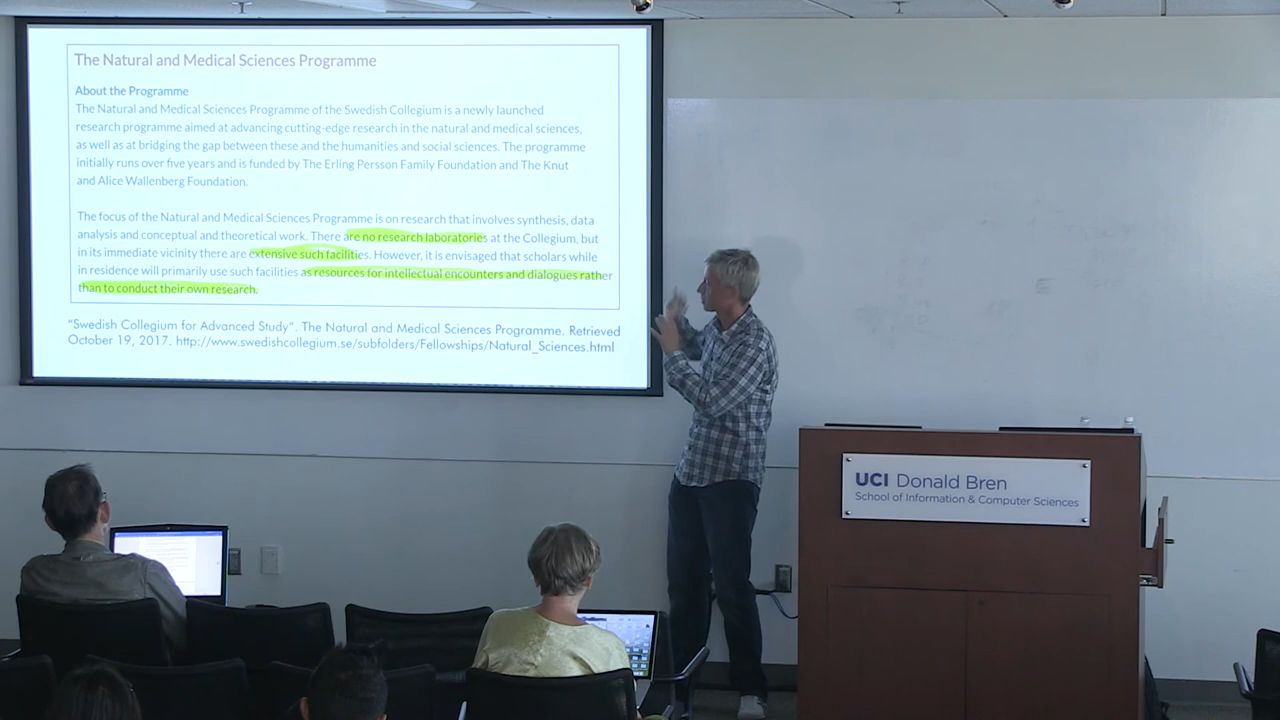 The Natural and Medical Sciences Programme
About the Programme
The Natural and Medical Sciences Programme of the Swedish Collegium is a newly launched
research programme aimed at advancing cutting-edge research in the natural and medical sciences,
as well as at bridging the gap between these and the humanities and social sciences. The programme
initially runs over five years and is funded by The Erling Persson Family Foundation and The Knut
and Alice Wallenberg Foundation.
The focus of the Natural and Medical Sciences Programme is on research that involves synthesis, data
analysis and conceptual and theoretical work. There are no research laboratories at the Collegium, but
in its immediate vicinity there are extensive such facilities. However, it is envisaged that scholars while
in residence will primarily use such facilities as resources for intellectual encounters and dialogues rather
than to conduct their own research.
"Swedish Collegium for Advanced Study". The Natural and Medical Sciences Programme. Retrieved
October 19, 2017. http://www.swedishcollegium.se/subfolders/Fellowships/Natural_Sciences.html
UCI Donald Bren
School of Information & Computer Sciences